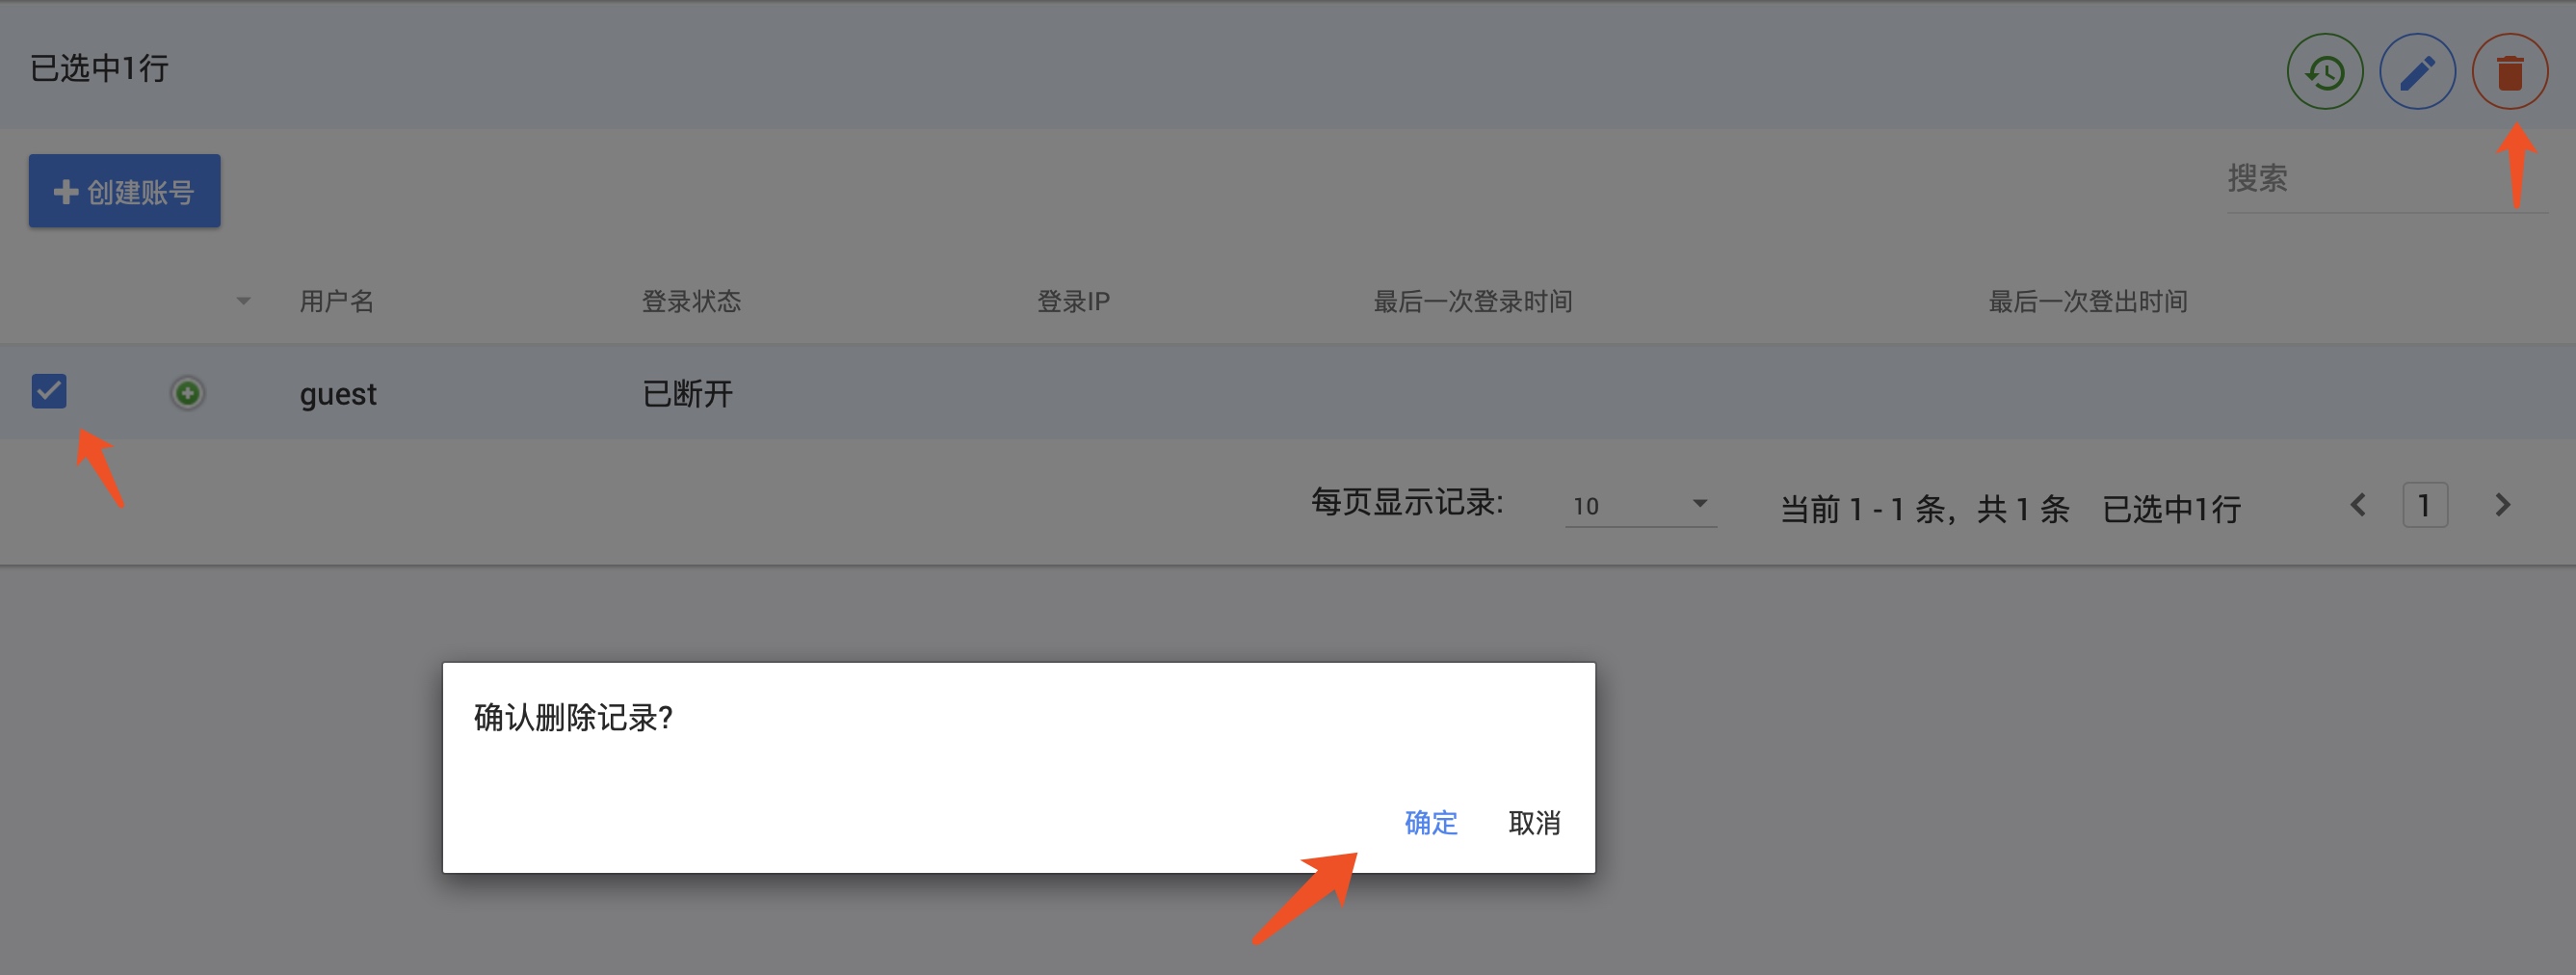 已选中1行
创建账号
搜索
用户名 登录状态 登录IP 最后一次登录时间 最后一次登出时间
guest 已断开
每页显示记录: 10 当前 1 - 1 条，共 1 条 已选中1行 1
确认删除记录?
确定 取消